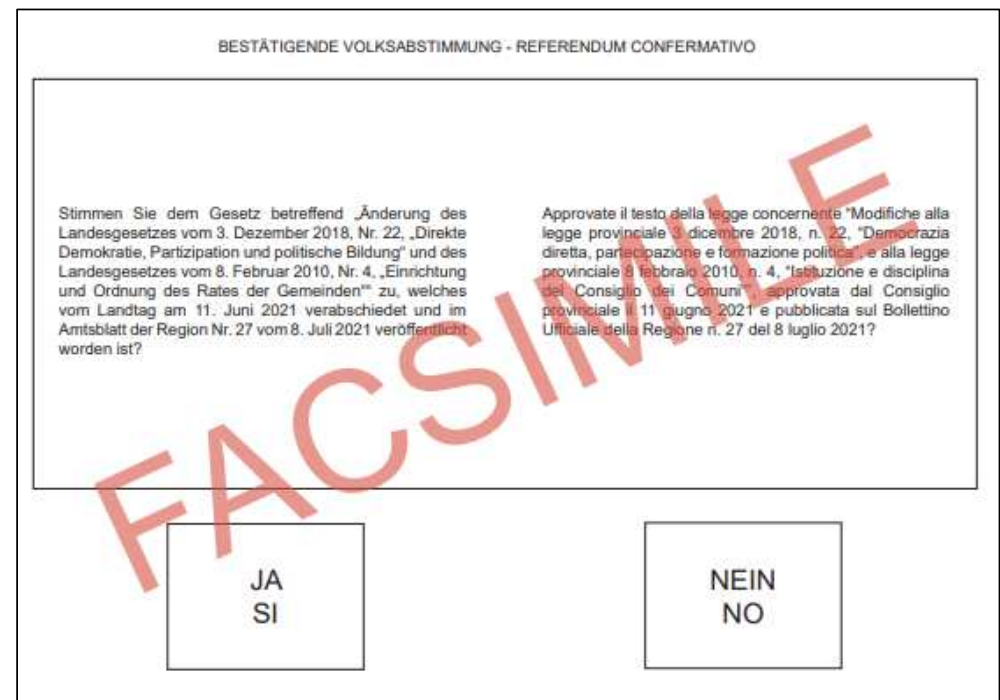 BESTÄTIGENDE VOLKSABSTIMMUNG - REFERENDUM CONFERMATIVO
Stimmen Sie dem Gesetz betreffend „Änderung des
Landesgesetzes vom 3. Dezember 2018, Nr. 22, „Direkte
Demokratie, Partizipation und politische Bildung“ und des
Landesgesetzes vom 8. Februar 2010, Nr. 4, „Einrichtung
und Ordnung des Rates der Gemeinden““ zu, welches
vom Landtag am 11. Juni 2021 verabschiedet und im
Amtsblatt der Region Nr. 27 vom 8. Juli 2021 veröffentlicht
worden ist?
Approvate il testo della legge concernente “Modifiche alla
legge provinciale 3 dicembre 2018, n. 22, “Democrazia
diretta, partecipazione e formazione politica”, e alla legge
provinciale 8 febbraio 2010, n. 4, “Istituzione e disciplina
del Consiglio dei Comuni””, approvata dal Consiglio
provinciale il 11 giugno 2021 e pubblicata sul Bollettino
Ufficiale della Regione n. 27 del 8 luglio 2021?
FACSIMILE
JA
SI
NEIN
NO